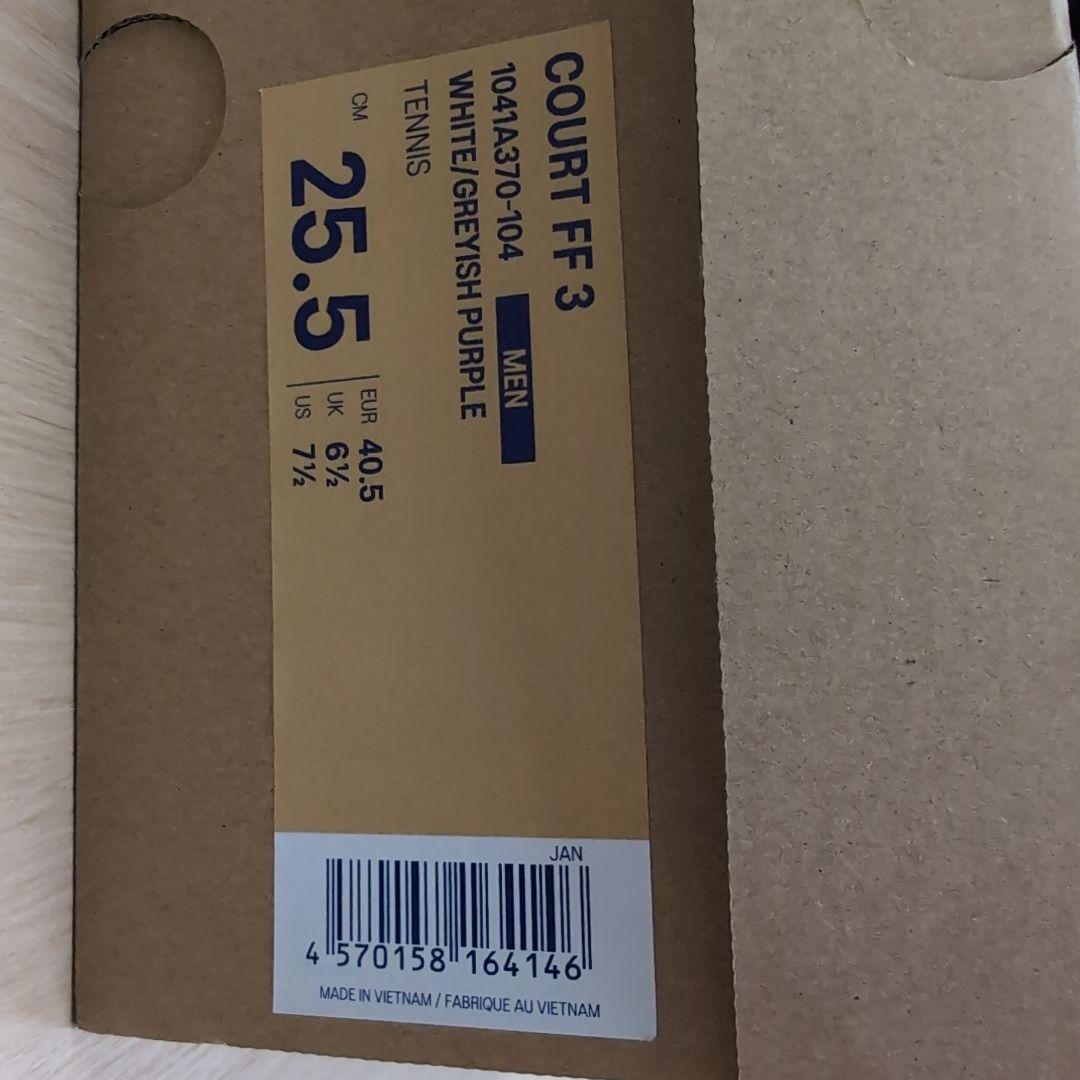 COURT FF 3
1041A370-104 MEN
WHITE/GREYISH PURPLE
TENNIS
CM 25.5
EUR 40.5
UK 6½
US 7½
JAN
4 570158 164146
MADE IN VIETNAM / FABRIQUE AU VIETNAM